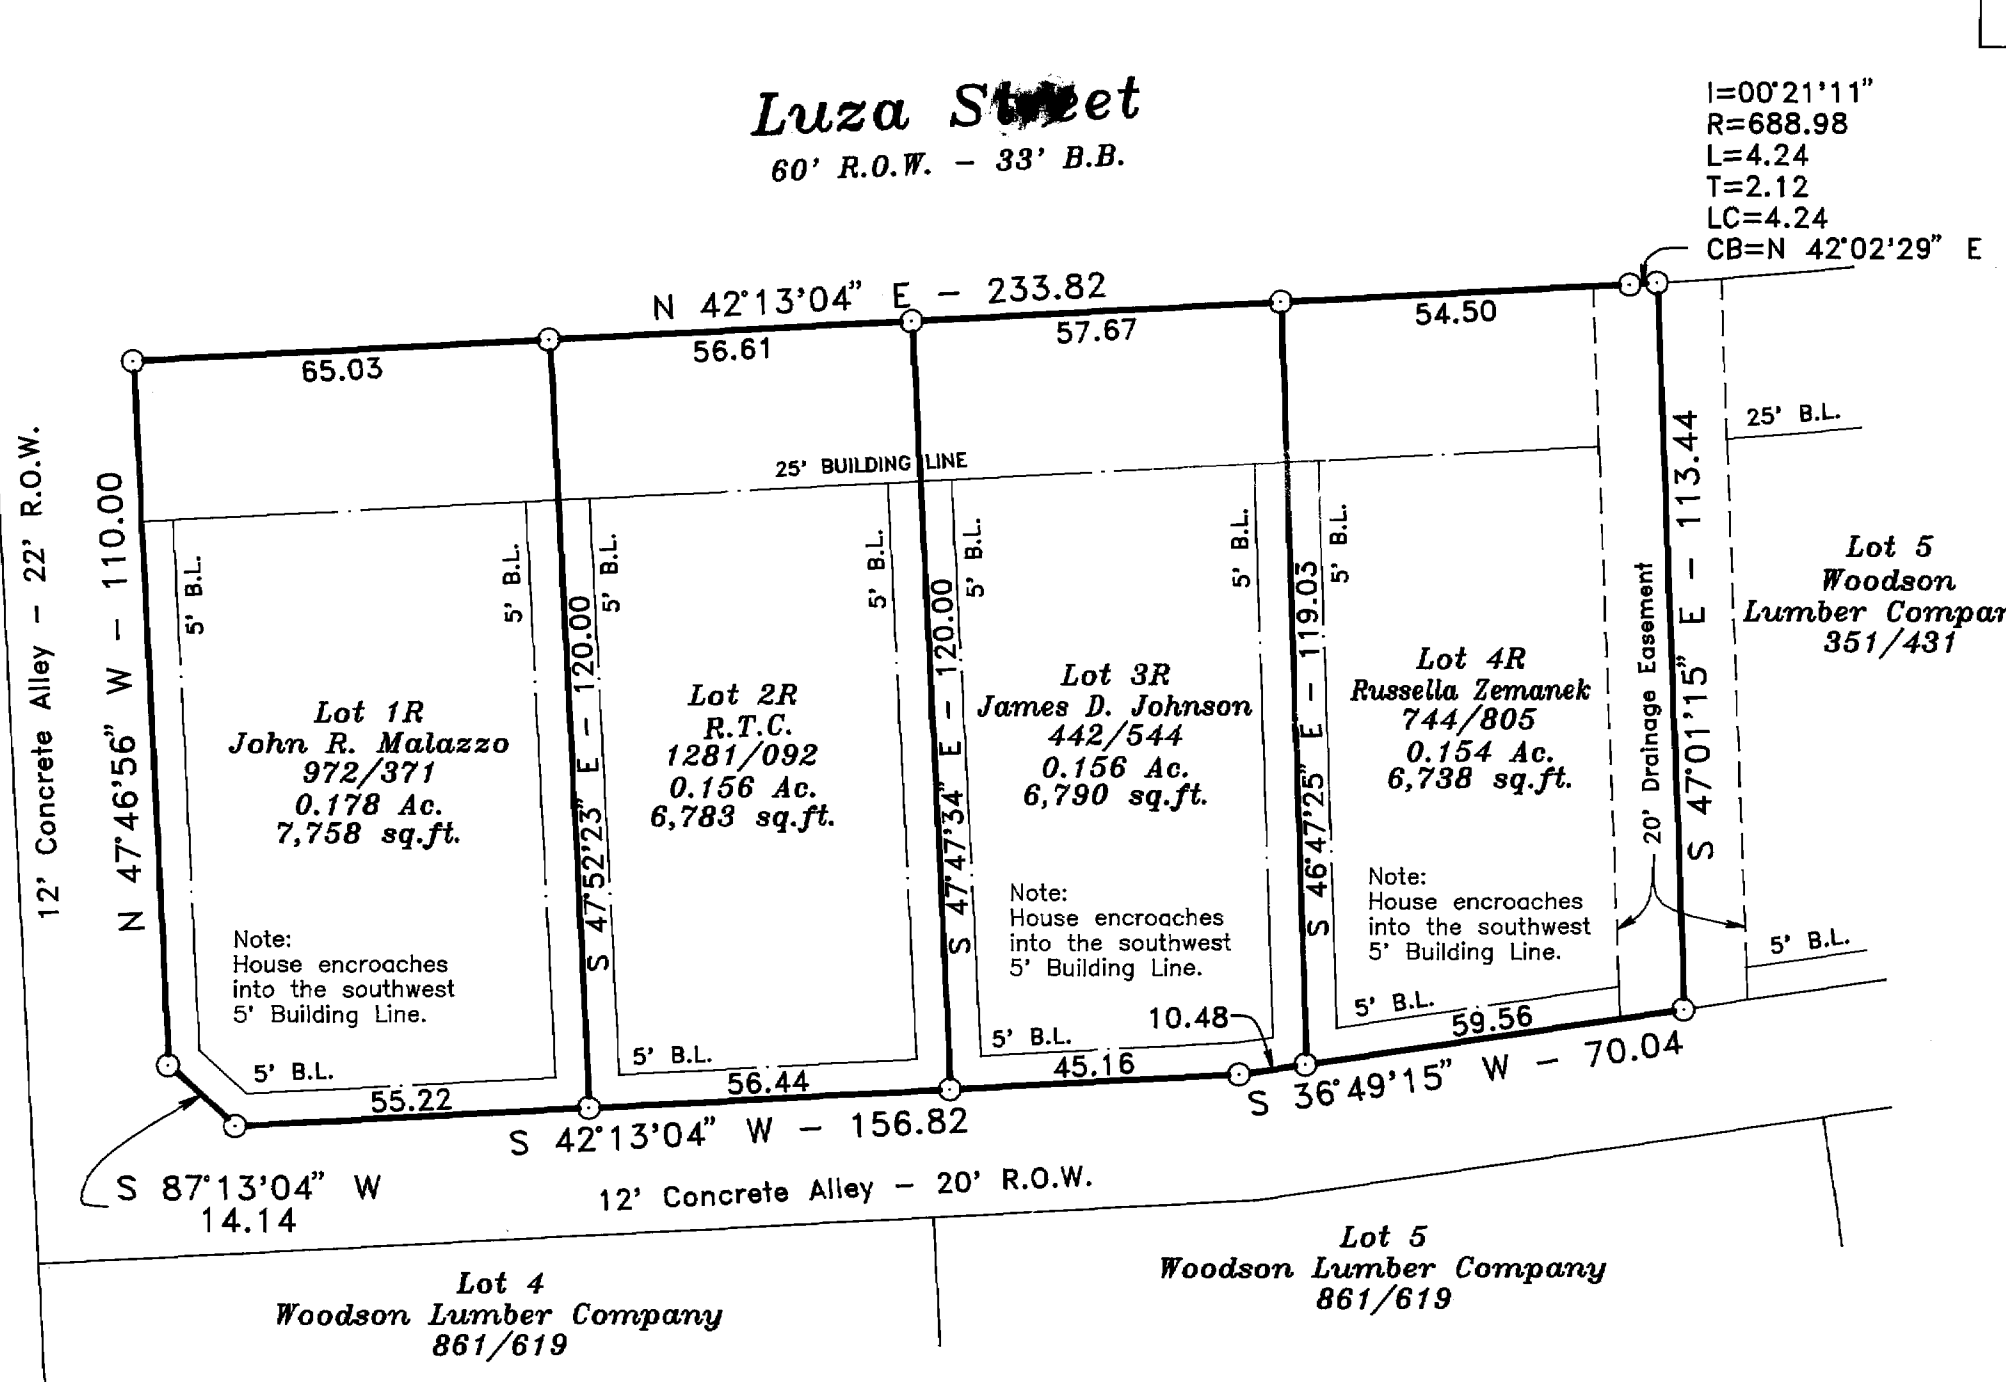 Luza Street
60' R.O.W. – 33' B.B.
I=00°21'11"
R=688.98
L=4.24
T=2.12
LC=4.24
CB=N 42°02'29" E
N 42°13'04" E – 233.82
65.03
56.61
57.67
54.50
25' BUILDING LINE
25' B.L.
12' Concrete Alley – 22' R.O.W.
N 47°46'56" W – 110.00
5' B.L.
5' B.L.
S 47°52'23" E – 120.00
5' B.L.
5' B.L.
S 47°47'34" E – 120.00
5' B.L.
5' B.L.
S 46°47'25" E – 119.03
5' B.L.
20' Drainage Easement
S 47°01'15" E – 113.44
Lot 1R
John R. Malazzo
972/371
0.178 Ac.
7,758 sq.ft.
Lot 2R
R.T.C.
1281/092
0.156 Ac.
6,783 sq.ft.
Lot 3R
James D. Johnson
442/544
0.156 Ac.
6,790 sq.ft.
Lot 4R
Russella Zemanek
744/805
0.154 Ac.
6,738 sq.ft.
Lot 5
Woodson
Lumber Compan
351/431
Note:
House encroaches
into the southwest
5' Building Line.
Note:
House encroaches
into the southwest
5' Building Line.
Note:
House encroaches
into the southwest
5' Building Line.
5' B.L.
5' B.L.
5' B.L.
10.48
5' B.L.
5' B.L.
55.22
56.44
45.16
59.56
S 42°13'04" W – 156.82
S 36°49'15" W – 70.04
S 87°13'04" W
14.14
12' Concrete Alley – 20' R.O.W.
Lot 4
Woodson Lumber Company
861/619
Lot 5
Woodson Lumber Company
861/619